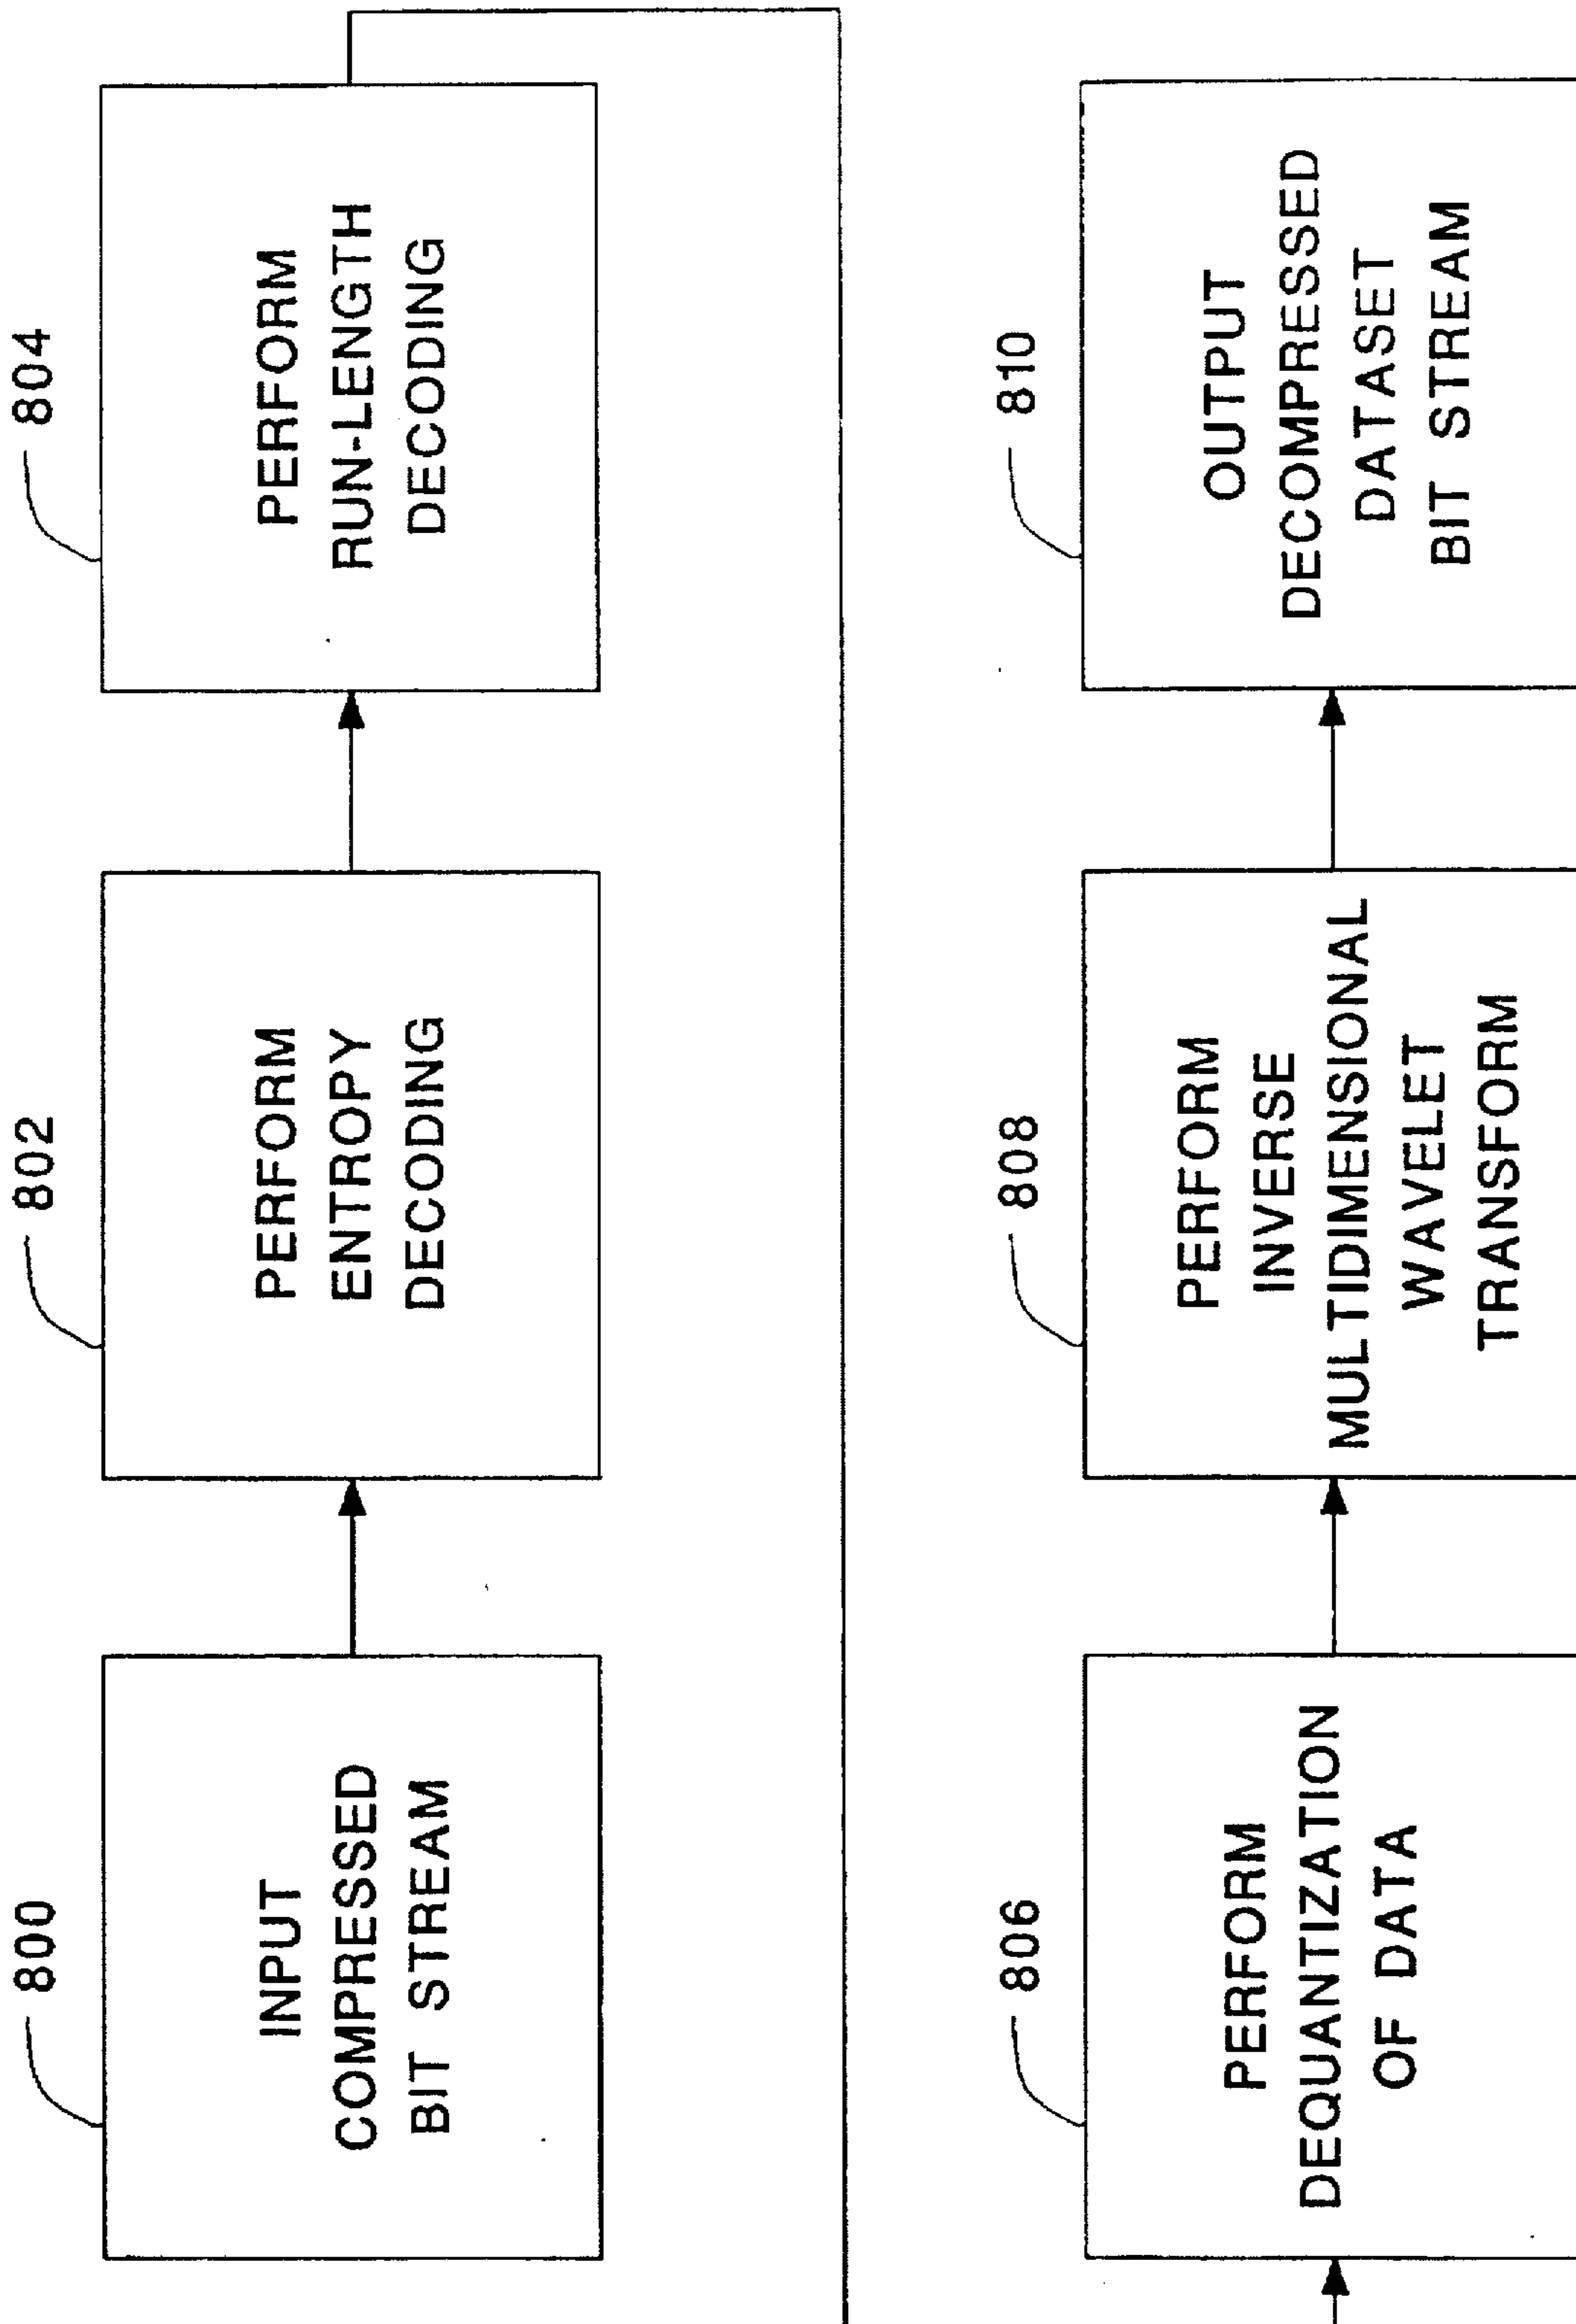 800
INPUT
COMPRESSED
BIT STREAM
802
PERFORM
ENTROPY
DECODING
804
PERFORM
RUN-LENGTH
DECODING
806
PERFORM
DEQUANTIZATION
OF DATA
808
PERFORM
INVERSE
MULTIDIMENSIONAL
WAVELET
TRANSFORM
810
OUTPUT
DECOMPRESSED
DATASET
BIT STREAM